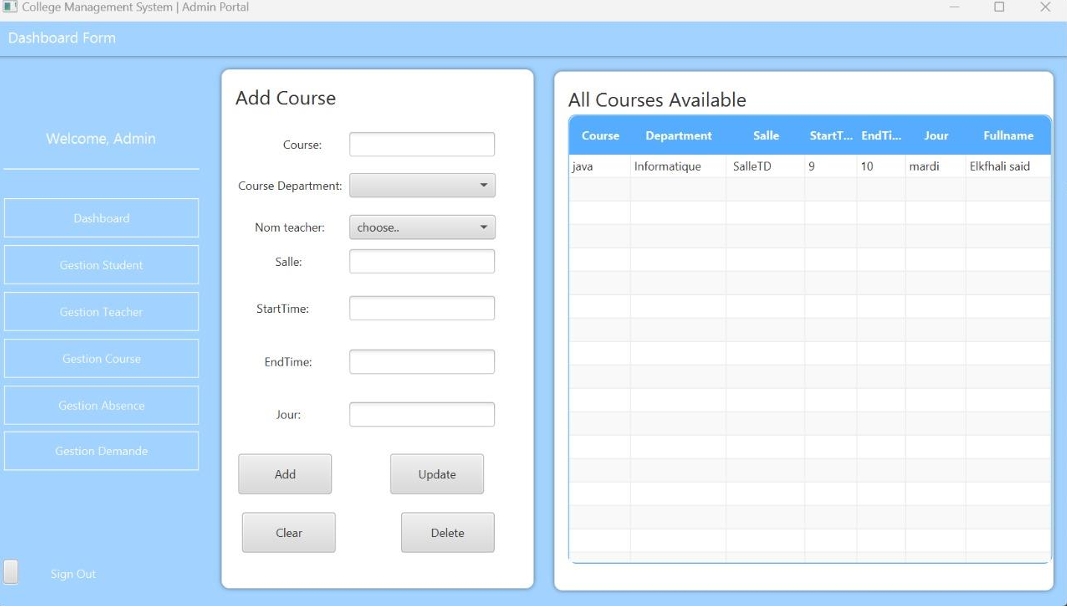 College Management System | Admin Portal
Dashboard Form
Welcome, Admin
Dashboard
Gestion Student
Gestion Teacher
Gestion Course
Gestion Absence
Gestion Demande
Sign Out
Add Course
Course:
Course Department:
Nom teacher: choose..
Salle:
StartTime:
EndTime:
Jour:
Add Update
Clear Delete
All Courses Available
Course Department Salle StartT... EndTi... Jour Fullname
java Informatique SalleTD 9 10 mardi Elkfhali said